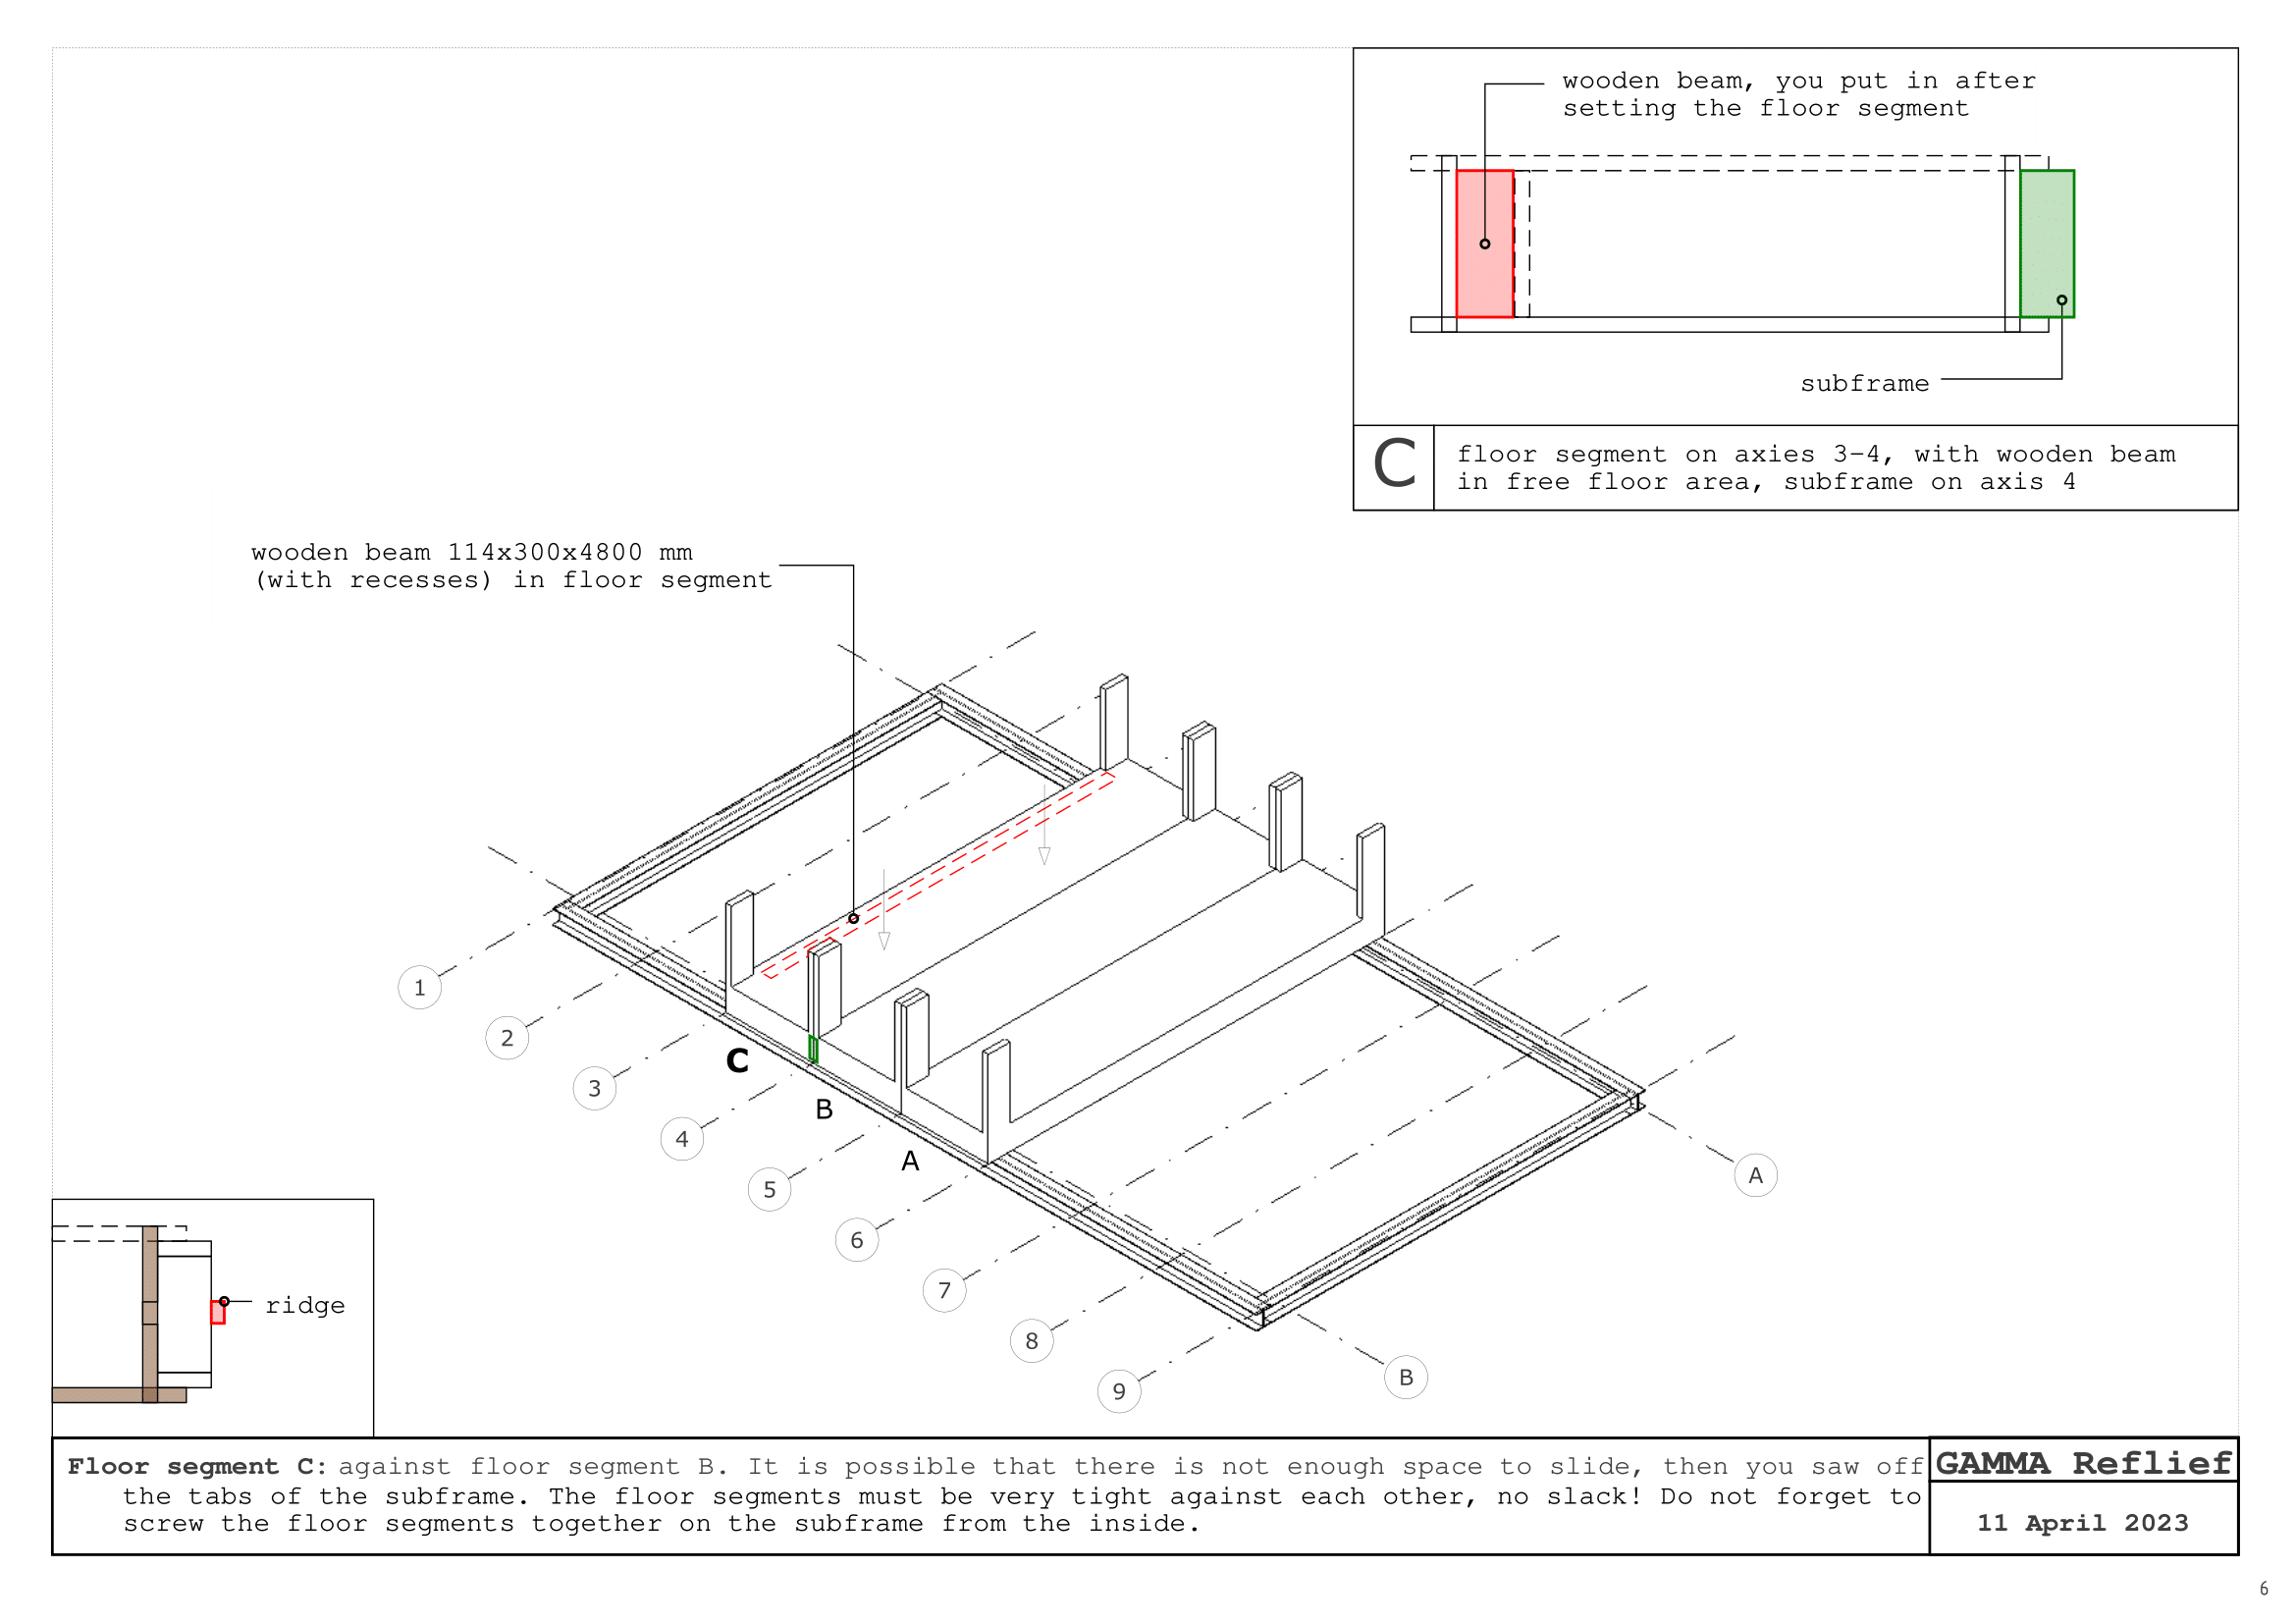 wooden beam, you put in after
setting the floor segment
subframe
C
floor segment on axies 3-4, with wooden beam
in free floor area, subframe on axis 4
wooden beam 114x300x4800 mm
(with recesses) in floor segment
1
2
3
C
4
B
5
A
6
7
8
9
A
B
ridge
Floor segment C: against floor segment B. It is possible that there is not enough space to slide, then you saw off
the tabs of the subframe. The floor segments must be very tight against each other, no slack! Do not forget to
screw the floor segments together on the subframe from the inside.
GAMMA Reflief
11 April 2023
6